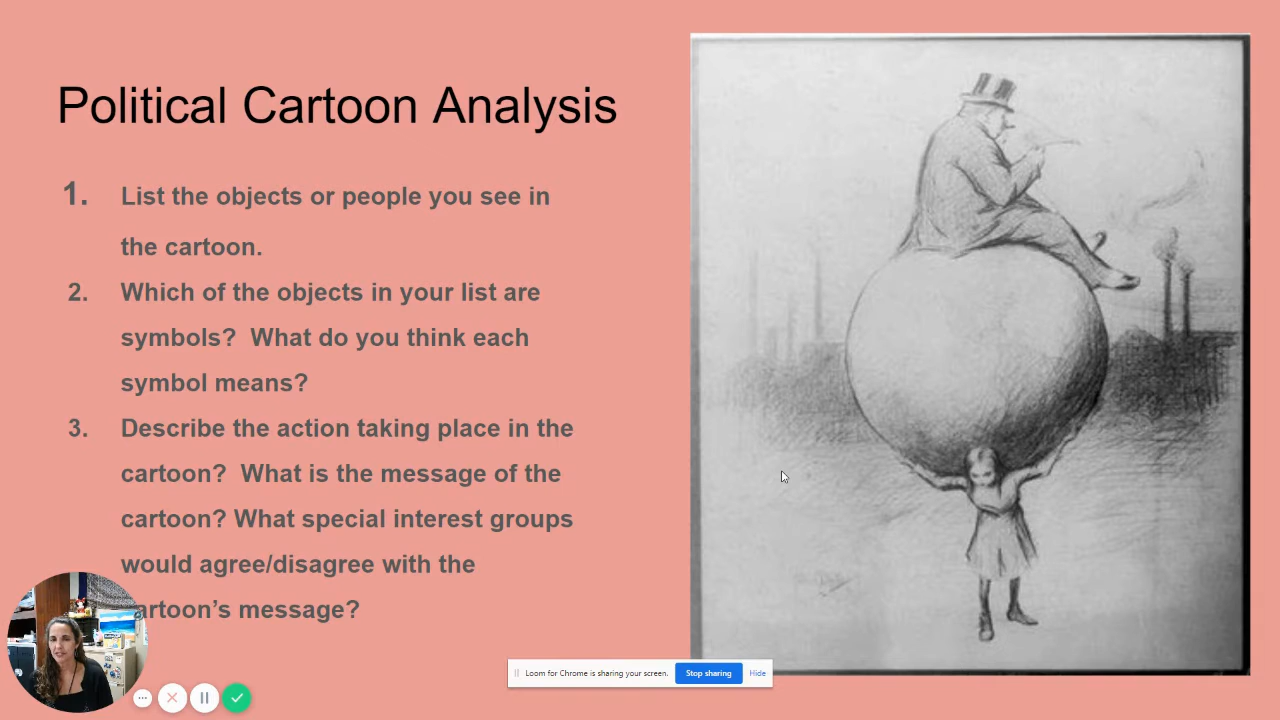 Political Cartoon Analysis
1. List the objects or people you see in
the cartoon.
2. Which of the objects in your list are
symbols?  What do you think each
symbol means?
3. Describe the action taking place in the
cartoon?  What is the message of the
cartoon? What special interest groups
would agree/disagree with the
artoon’s message?
Loom for Chrome is sharing your screen. Stop sharing Hide